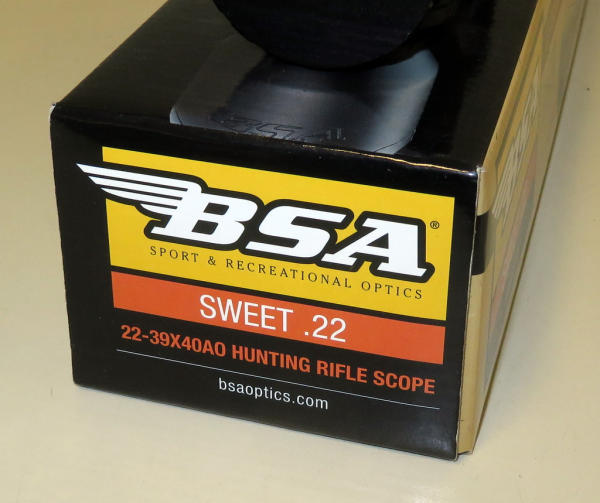 BSA®
SPORT & RECREATIONAL OPTICS
SWEET .22
22-39X40AO HUNTING RIFLE SCOPE
bsaoptics.com